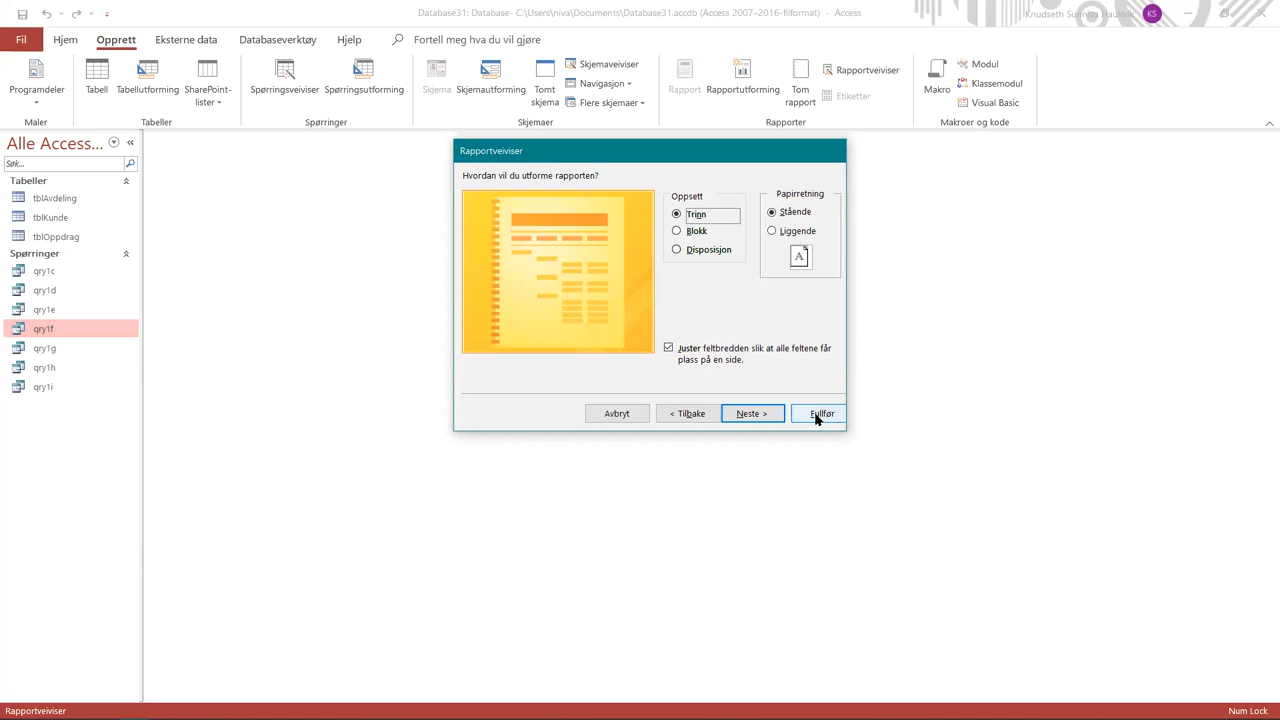 Database31: Database- C:\Users\niva\Documents\Database31.accdb (Access 2007–2016-filformat) - Access
Knudseth Sunniva Haukvik
KS
Fil
Hjem
Opprett
Eksterne data
Databaseverktøy
Hjelp
Fortell meg hva du vil gjøre
Programdeler
Tabell
Tabellutforming
SharePoint-
lister
Spørringsveiviser
Spørringsutforming
Skjema
Skjemautforming
Tomt
skjema
Skjemaveiviser
Navigasjon
Flere skjemaer
Rapport
Rapportutforming
Tom
rapport
Rapportveiviser
Etiketter
Makro
Modul
Klassemodul
Visual Basic
Maler
Tabeller
Spørringer
Skjemaer
Rapporter
Makroer og kode
Alle Access...
Søk...
Tabeller
tblAvdeling
tblKunde
tblOppdrag
Spørringer
qry1c
qry1d
qry1e
qry1f
qry1g
qry1h
qry1i
Rapportveiviser
Hvordan vil du utforme rapporten?
Oppsett
Trinn
Blokk
Disposisjon
Papirretning
Stående
Liggende
A
Juster feltbredden slik at alle feltene får
plass på en side.
Avbryt
< Tilbake
Neste >
Fullfør
Rapportveiviser
Num Lock